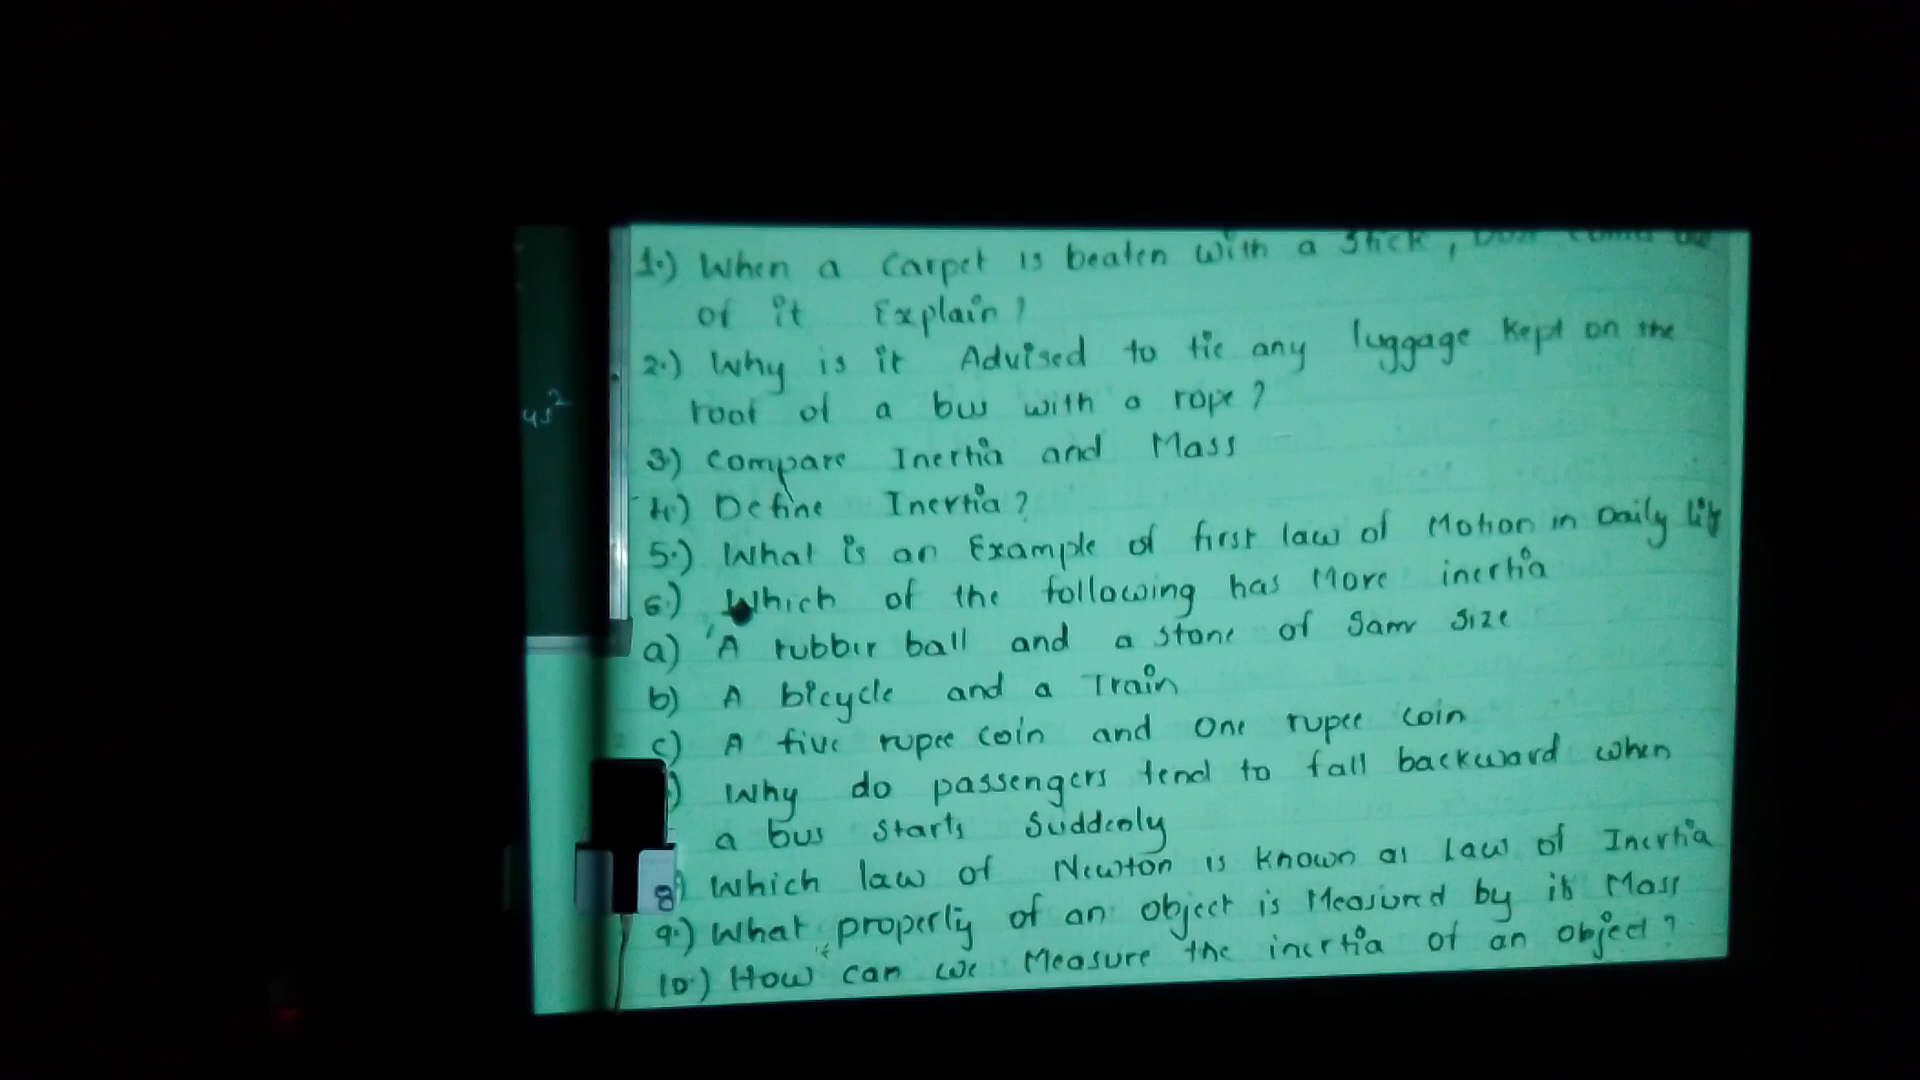 us²
1.) When a carpet is beaten with a stick,
of it Explain?
2.) Why is it Advised to tie any luggage kept on the
roof of a bus with a rope?
3) Compare Inertia and Mass
4.) Define Inertia?
5.) What is an Example of first law of Motion in Daily life
6.) Which of the following has More inertia
a) A rubber ball and a stone of same size
b) A bicycle and a Train
c) A five rupee coin and one rupee coin
) Why do passengers tend to fall backward when
a bus starts suddenly
8) Which law of Newton is known as law of Inertia
9.) What property of an object is Measured by its Mass
10.) How can we Measure the inertia of an object?